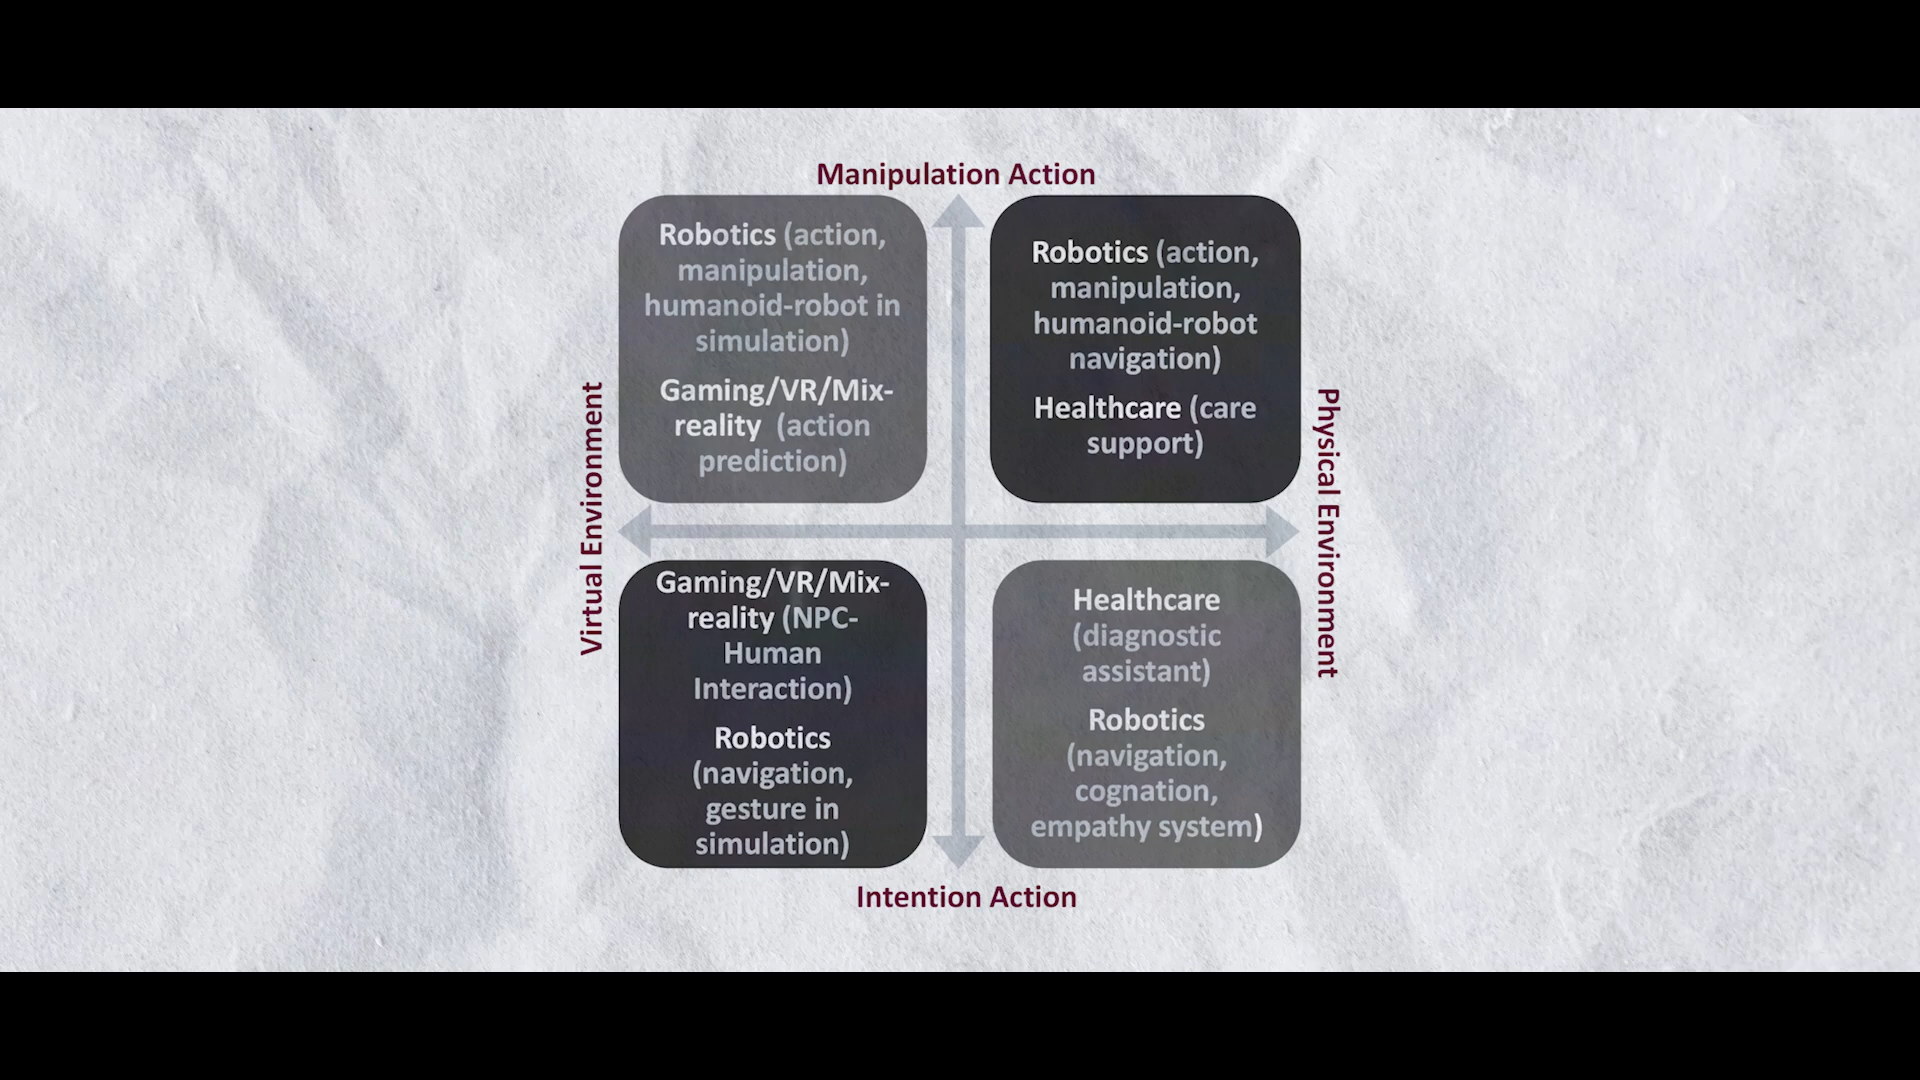 Manipulation Action
Robotics (action,
manipulation,
humanoid-robot in
simulation)
Gaming/VR/Mix-
reality (action
prediction)
Robotics (action,
manipulation,
humanoid-robot
navigation)
Healthcare (care
support)
Virtual Environment
Physical Environment
Gaming/VR/Mix-
reality (NPC-
Human
Interaction)
Robotics
(navigation,
gesture in
simulation)
Healthcare
(diagnostic
assistant)
Robotics
(navigation,
cognation,
empathy system)
Intention Action